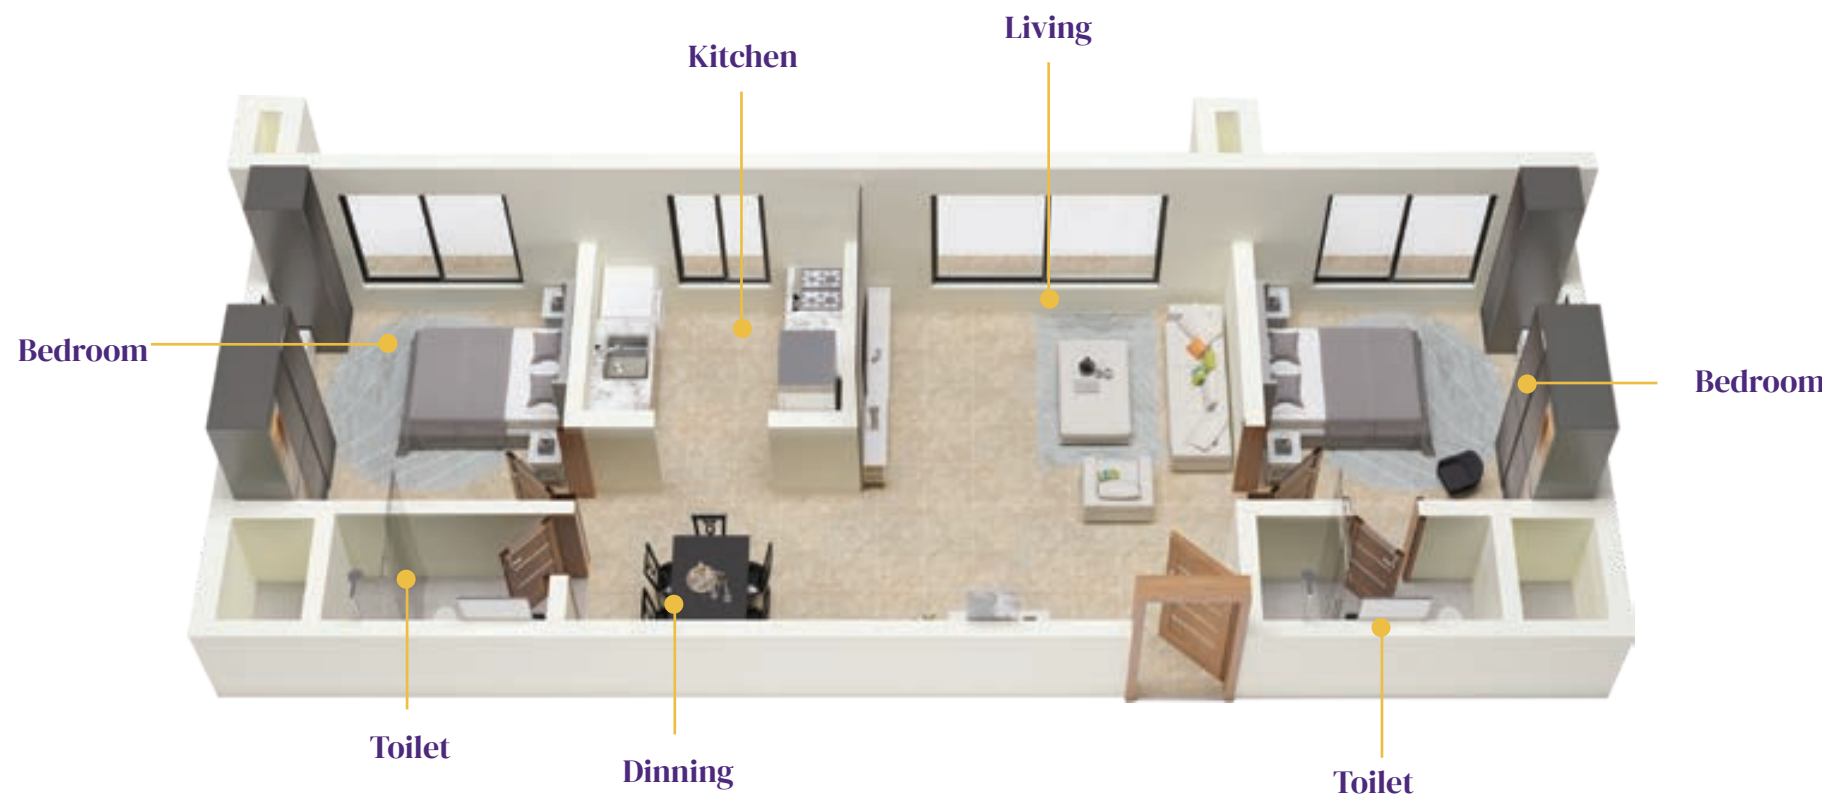 Living
Kitchen
Bedroom
Bedroom
Toilet
Dinning
Toilet